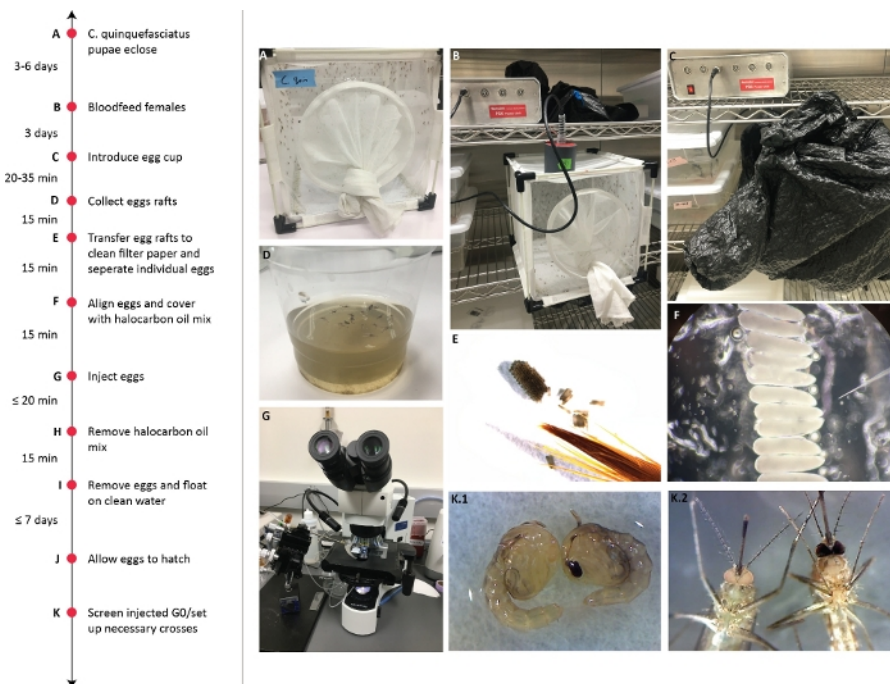 A
C. quinquefasciatus
pupae eclose
3-6 days
B
Bloodfeed females
3 days
C
Introduce egg cup
20-35 min
D
Collect eggs rafts
15 min
E
Transfer egg rafts to
clean filter paper and
seperate individual eggs
15 min
F
Align eggs and cover
with halocarbon oil mix
15 min
G
Inject eggs
≤ 20 min
H
Remove halocarbon oil
mix
15 min
I
Remove eggs and float
on clean water
≤ 7 days
J
Allow eggs to hatch
K
Screen injected G0/set
up necessary crosses
A
B
C
D
E
F
G
K.1
K.2